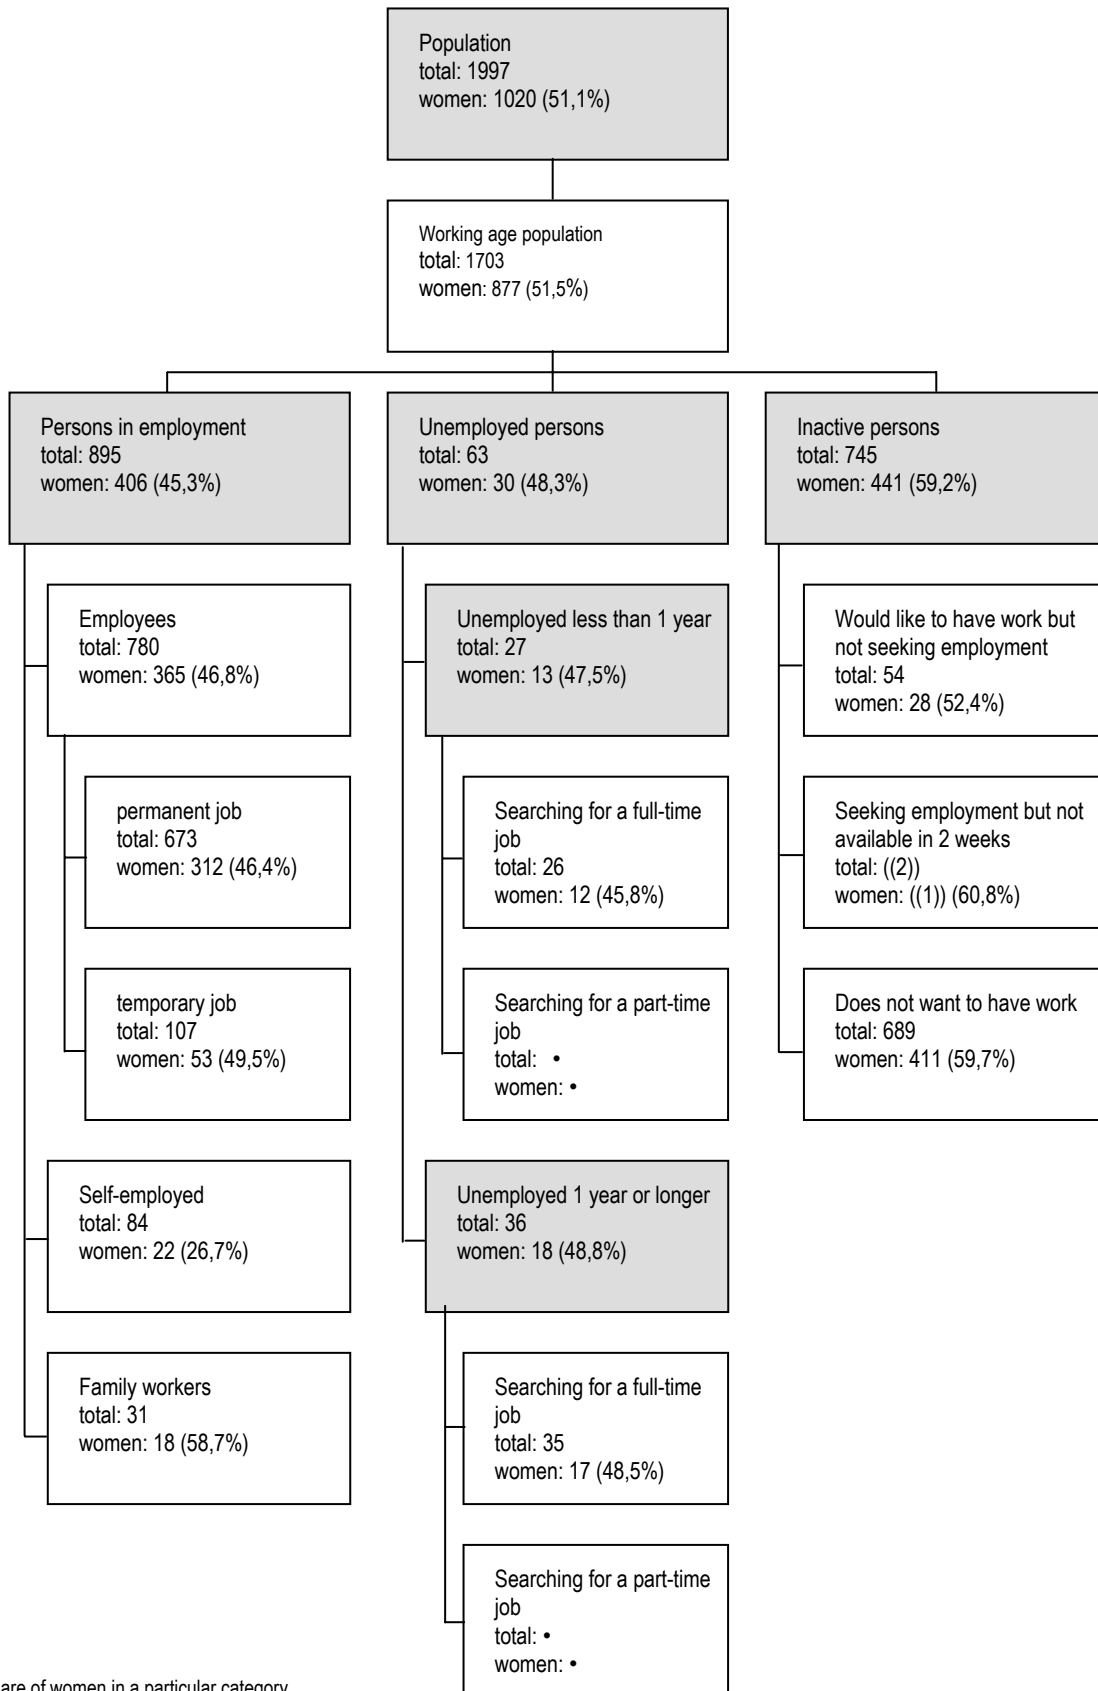 Population
total: 1997
women: 1020 (51,1%)
Working age population
total: 1703
women: 877 (51,5%)
Persons in employment
total: 895
women: 406 (45,3%)
Unemployed persons
total: 63
women: 30 (48,3%)
Inactive persons
total: 745
women: 441 (59,2%)
Employees
total: 780
women: 365 (46,8%)
Unemployed less than 1 year
total: 27
women: 13 (47,5%)
Would like to have work but
not seeking employment
total: 54
women: 28 (52,4%)
permanent job
total: 673
women: 312 (46,4%)
Searching for a full-time
job
total: 26
women: 12 (45,8%)
Seeking employment but not
available in 2 weeks
total: ((2))
women: ((1)) (60,8%)
temporary job
total: 107
women: 53 (49,5%)
Searching for a part-time
job
total: •
women: •
Does not want to have work
total: 689
women: 411 (59,7%)
Self-employed
total: 84
women: 22 (26,7%)
Unemployed 1 year or longer
total: 36
women: 18 (48,8%)
Family workers
total: 31
women: 18 (58,7%)
Searching for a full-time
job
total: 35
women: 17 (48,5%)
Searching for a part-time
job
total: •
women: •
of women in a particular category